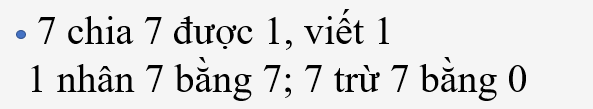 • 7 chia 7 được 1, viết 1
1 nhân 7 bằng 7; 7 trừ 7 bằng 0